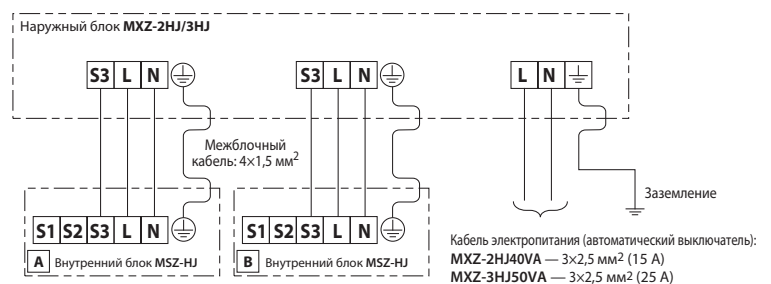 Наружный блок MXZ-2HJ/3HJ
S3 L N
S3 L N
L N
Межблочный
кабель: 4×1,5 мм²
Заземление
S1 S2 S3 L N
S1 S2 S3 L N
A Внутренний блок MSZ-HJ
B Внутренний блок MSZ-HJ
Кабель электропитания (автоматический выключатель):
MXZ-2HJ40VA — 3×2,5 мм² (15 A)
MXZ-3HJ50VA — 3×2,5 мм² (25 A)